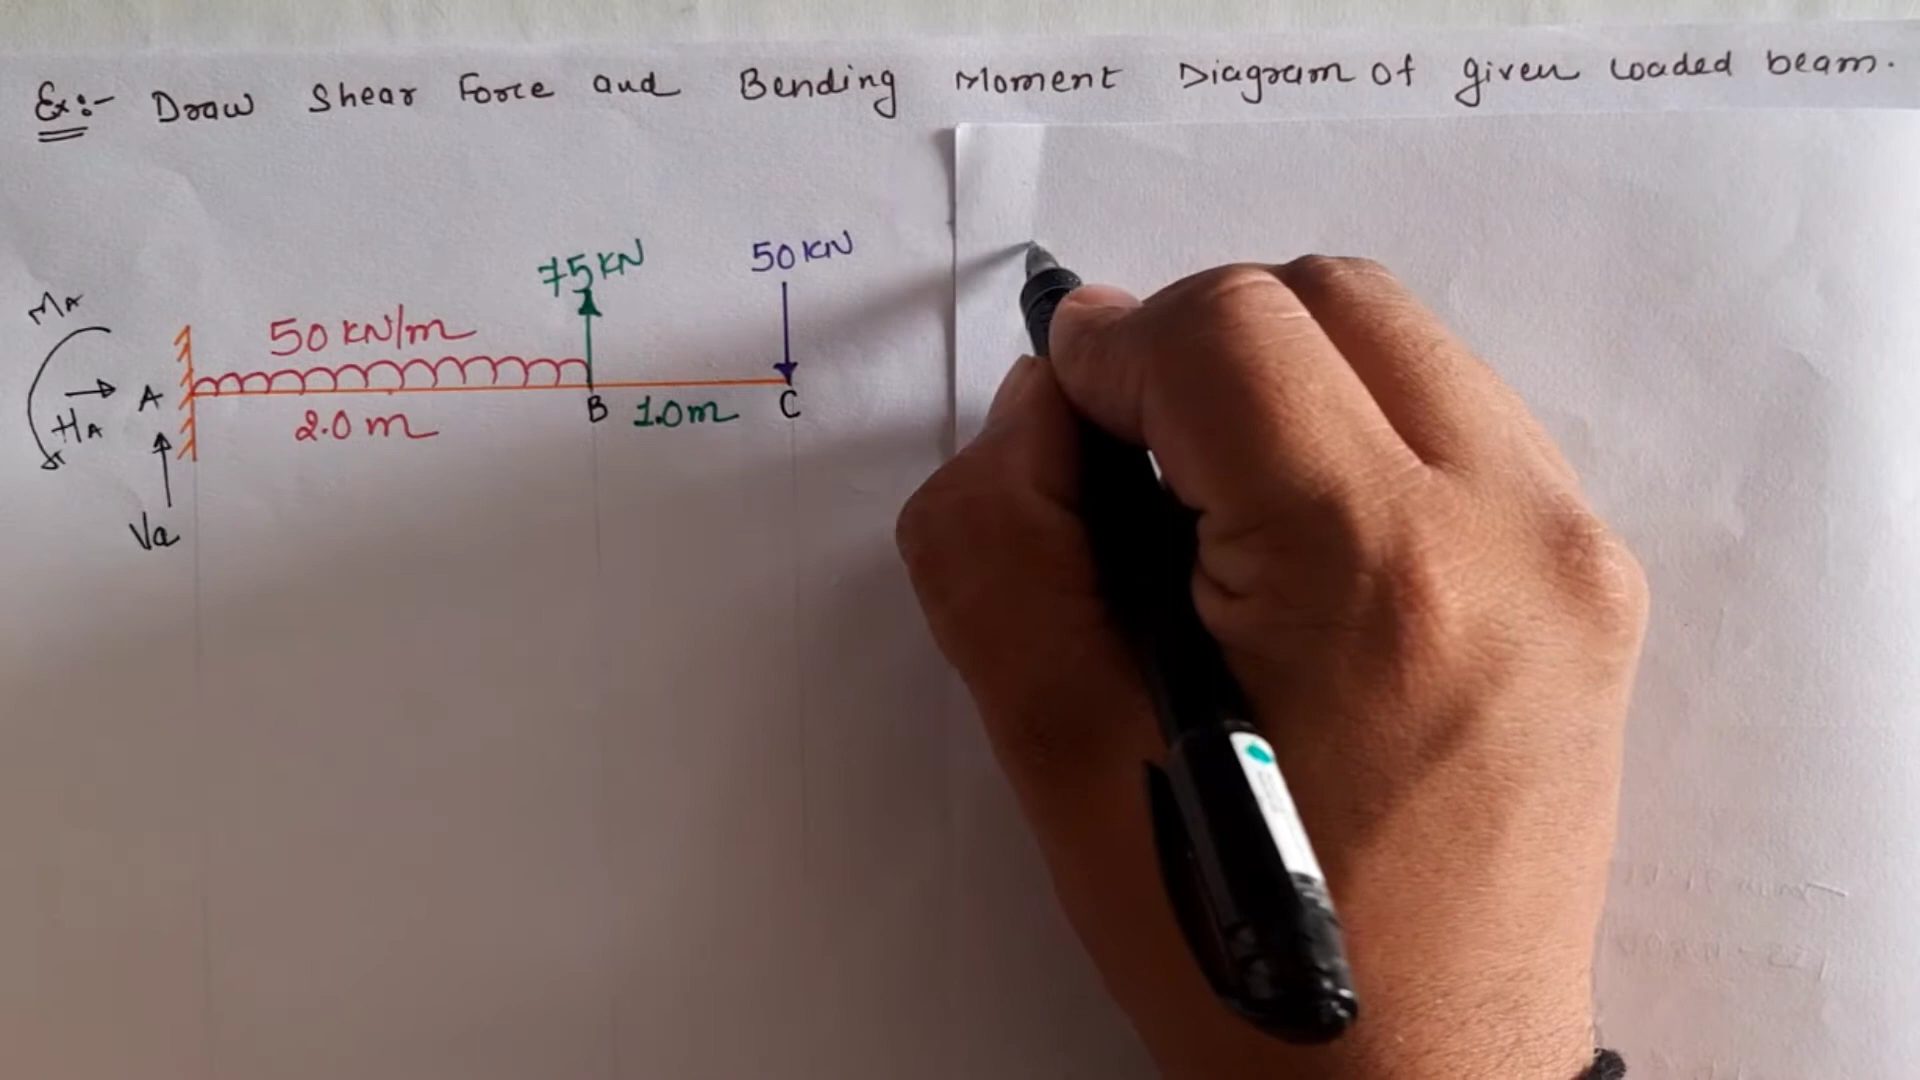 Ex:- Draw Shear Force and Bending Moment Diagram of given loaded beam.
75 KN
50 KN
MA
50 KN/m
A
HA
2.0 m
B
1.0m
C
Va